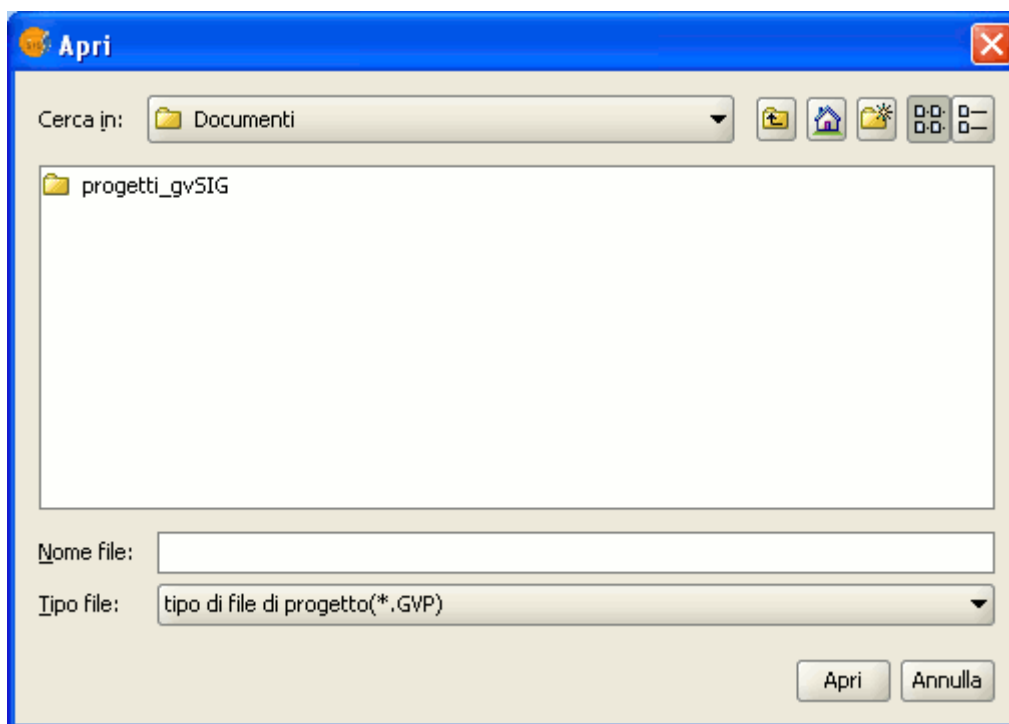 Apri
Cerca in: Documenti
progetti_gvSIG
Nome file:
Tipo file: tipo di file di progetto(*.GVP)
Apri Annulla